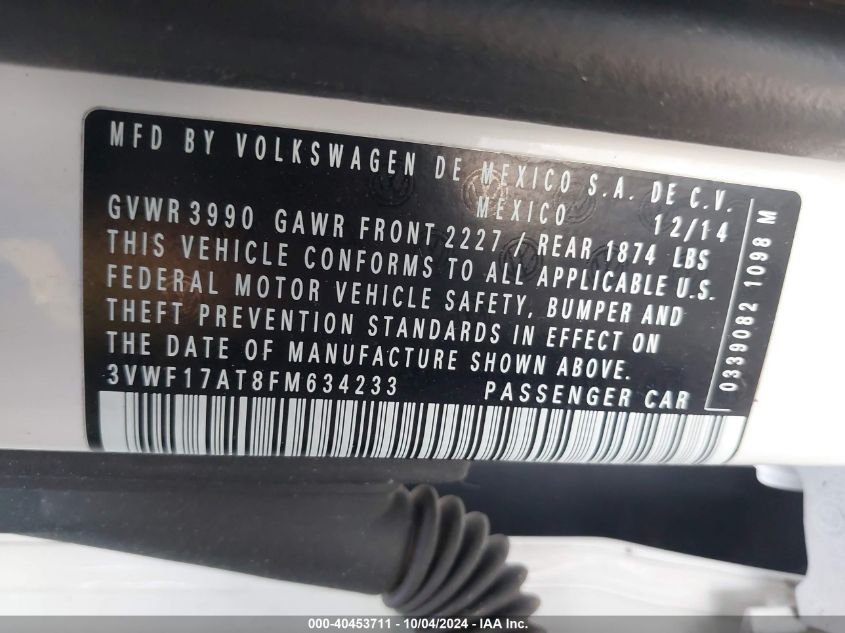 MFD BY VOLKSWAGEN DE MEXICO S.A. DE C.V.
MEXICO 12/14
GVWR 3990 GAWR FRONT 2227 / REAR 1874 LBS
THIS VEHICLE CONFORMS TO ALL APPLICABLE U.S.
FEDERAL MOTOR VEHICLE SAFETY, BUMPER AND
THEFT PREVENTION STANDARDS IN EFFECT ON
THE DATE OF MANUFACTURE SHOWN ABOVE.
3VWF17AT8FM634233 PASSENGER CAR
0339082 1098 M
000-40453711 - 10/04/2024 - IAA Inc.